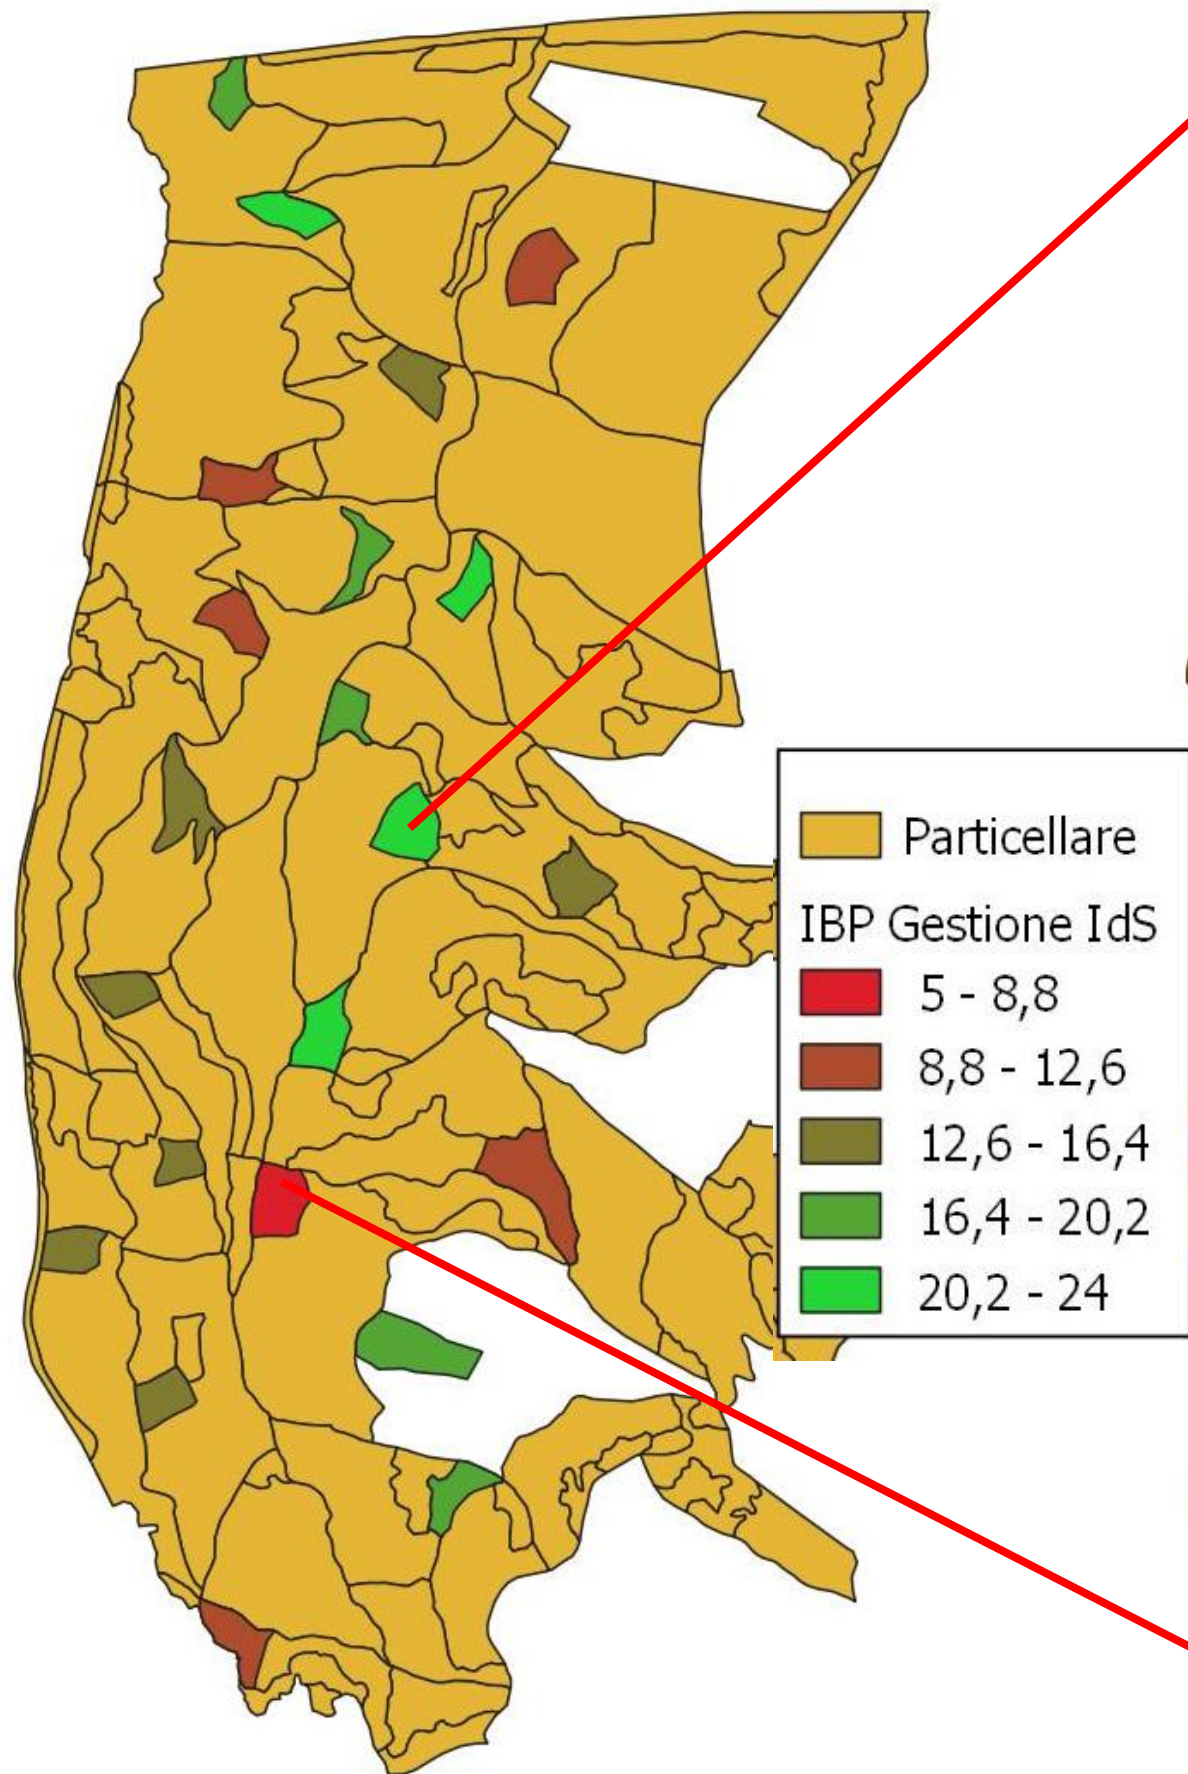 Particellare
IBP Gestione IdS
5 - 8,8
8,8 - 12,6
12,6 - 16,4
16,4 - 20,2
20,2 - 24